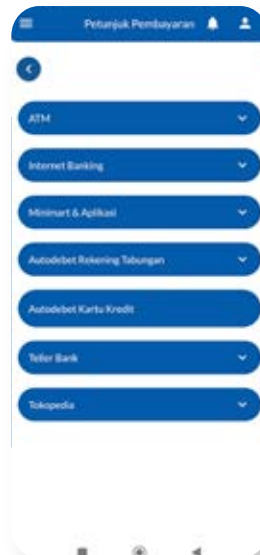 Petunjuk Pembayaran
ATM
Internet Banking
Minimart & Aplikasi
Autodebet Rekening Tabungan
Autodebet Kartu Kredit
Teller Bank
Tokopedia